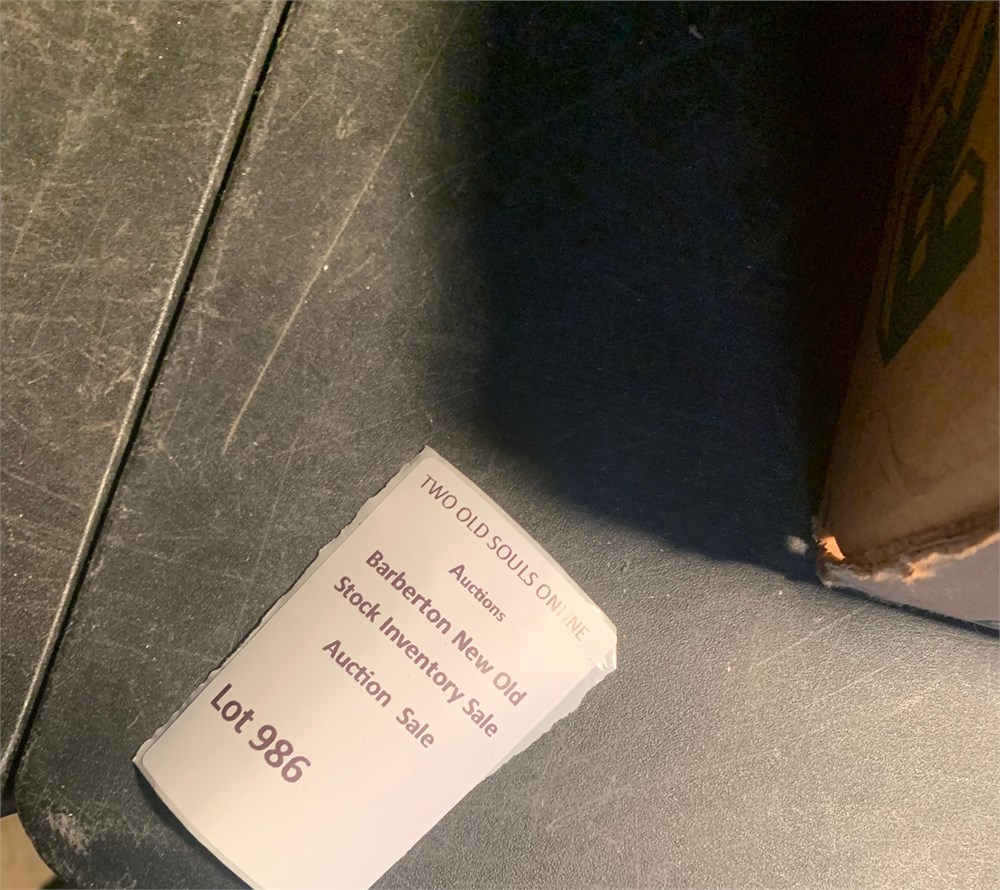 TWO OLD SOULS ONLINE
Auctions
Barberton New Old
Stock Inventory Sale
Auction Sale
Lot 986